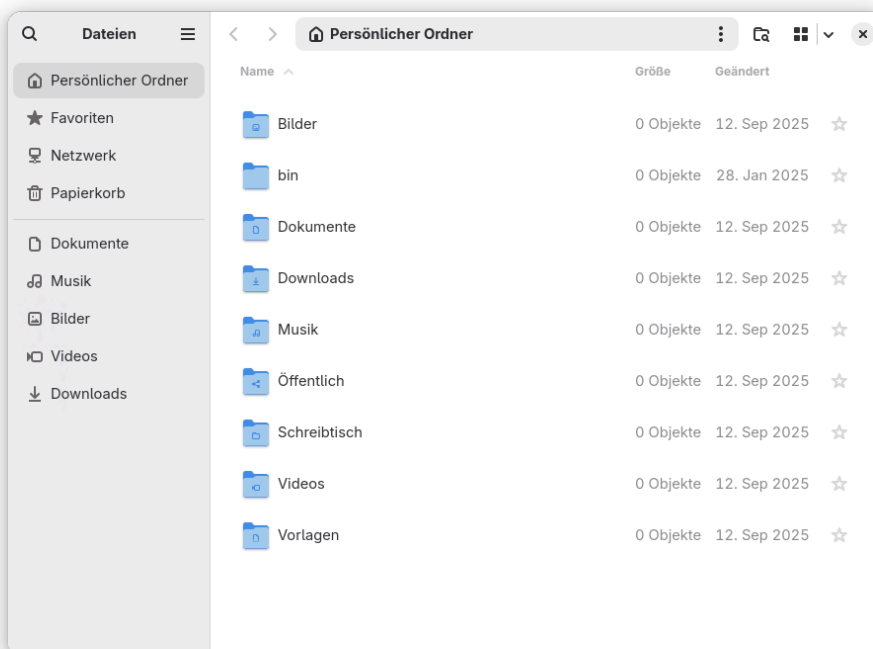 Dateien
Persönlicher Ordner
Persönlicher Ordner
Favoriten
Netzwerk
Papierkorb
Dokumente
Musik
Bilder
Videos
Downloads
Name Größe Geändert
Bilder 0 Objekte 12. Sep 2025
bin 0 Objekte 28. Jan 2025
Dokumente 0 Objekte 12. Sep 2025
Downloads 0 Objekte 12. Sep 2025
Musik 0 Objekte 12. Sep 2025
Öffentlich 0 Objekte 12. Sep 2025
Schreibtisch 0 Objekte 12. Sep 2025
Videos 0 Objekte 12. Sep 2025
Vorlagen 0 Objekte 12. Sep 2025